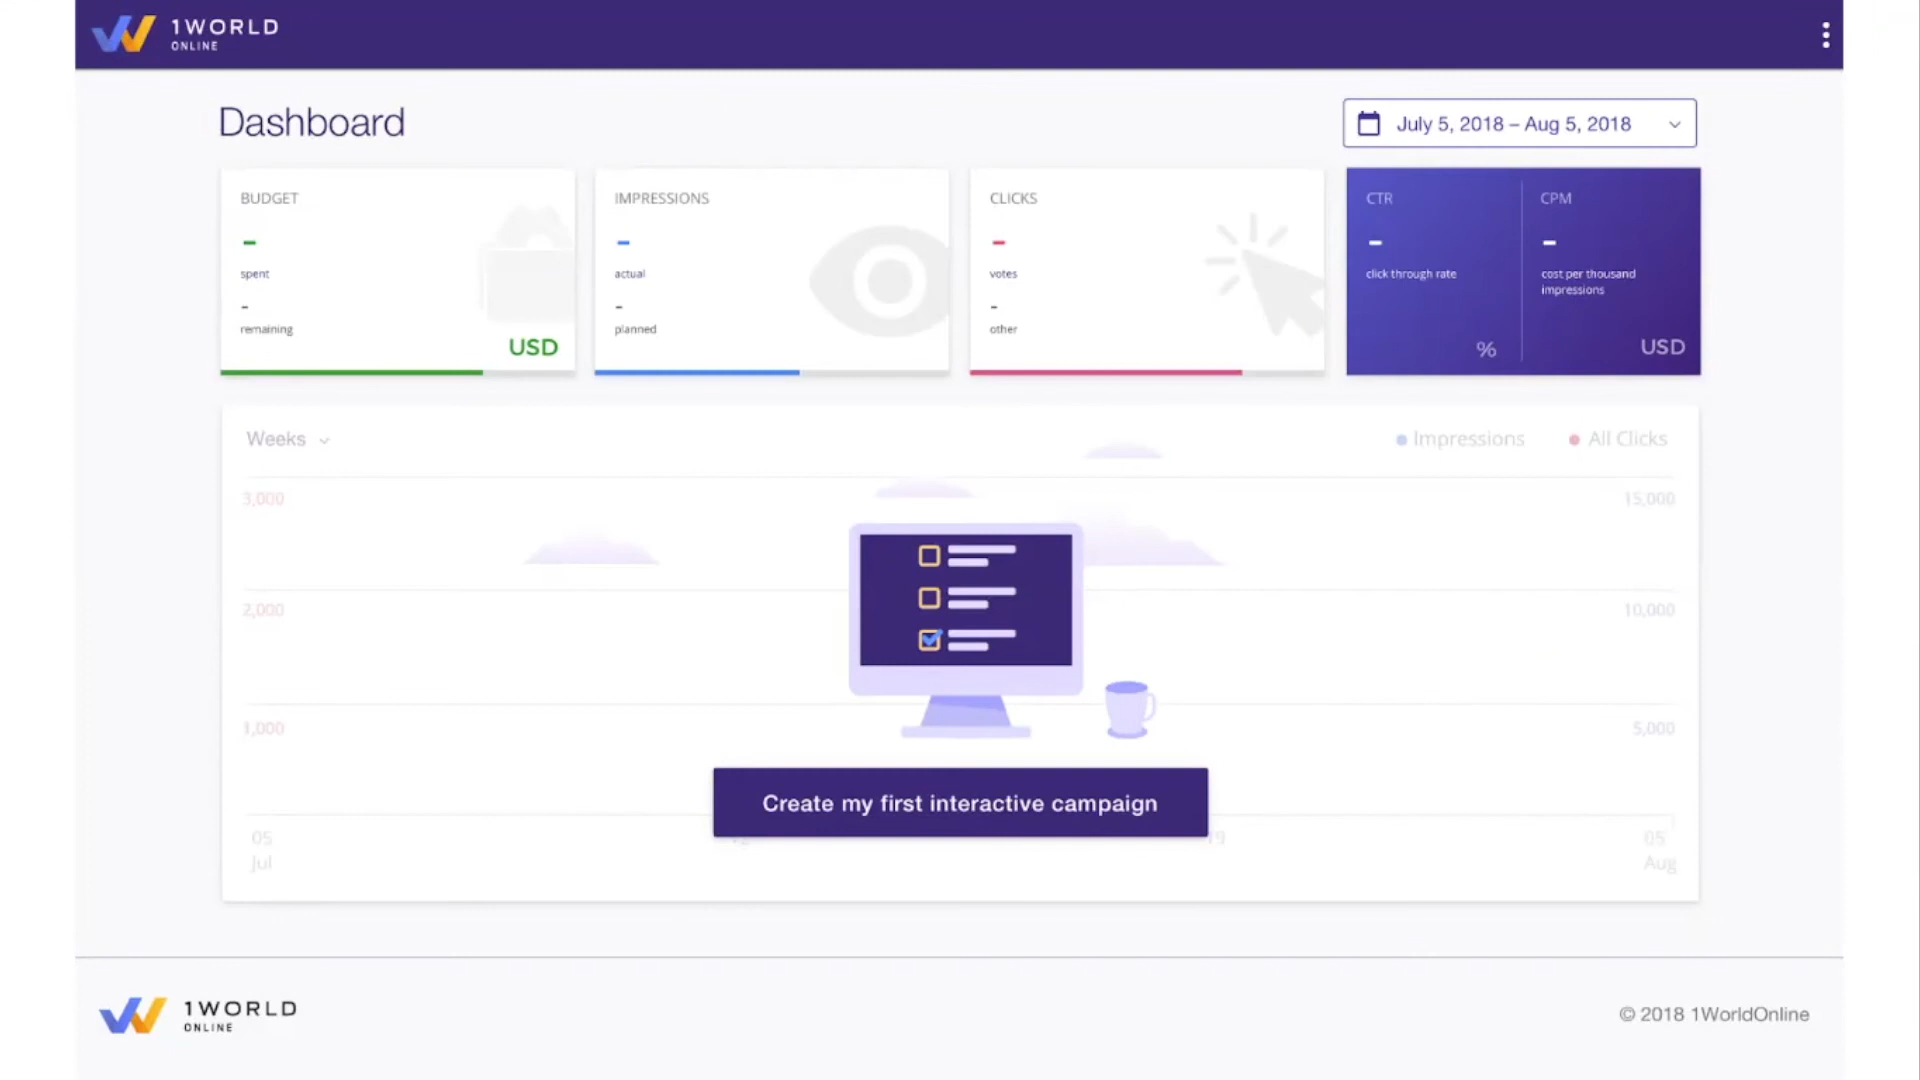 1WORLD
ONLINE
Dashboard
July 5, 2018 – Aug 5, 2018
BUDGET
-
spent
-
remaining
USD
IMPRESSIONS
-
actual
-
planned
CLICKS
-
votes
-
other
CTR
-
click through rate
%
CPM
-
cost per thousand
impressions
USD
Weeks
Impressions
All Clicks
3,000
15,000
2,000
10,000
1,000
5,000
Create my first interactive campaign
05
Jul
19
05
Aug
1WORLD
ONLINE
© 2018 1WorldOnline